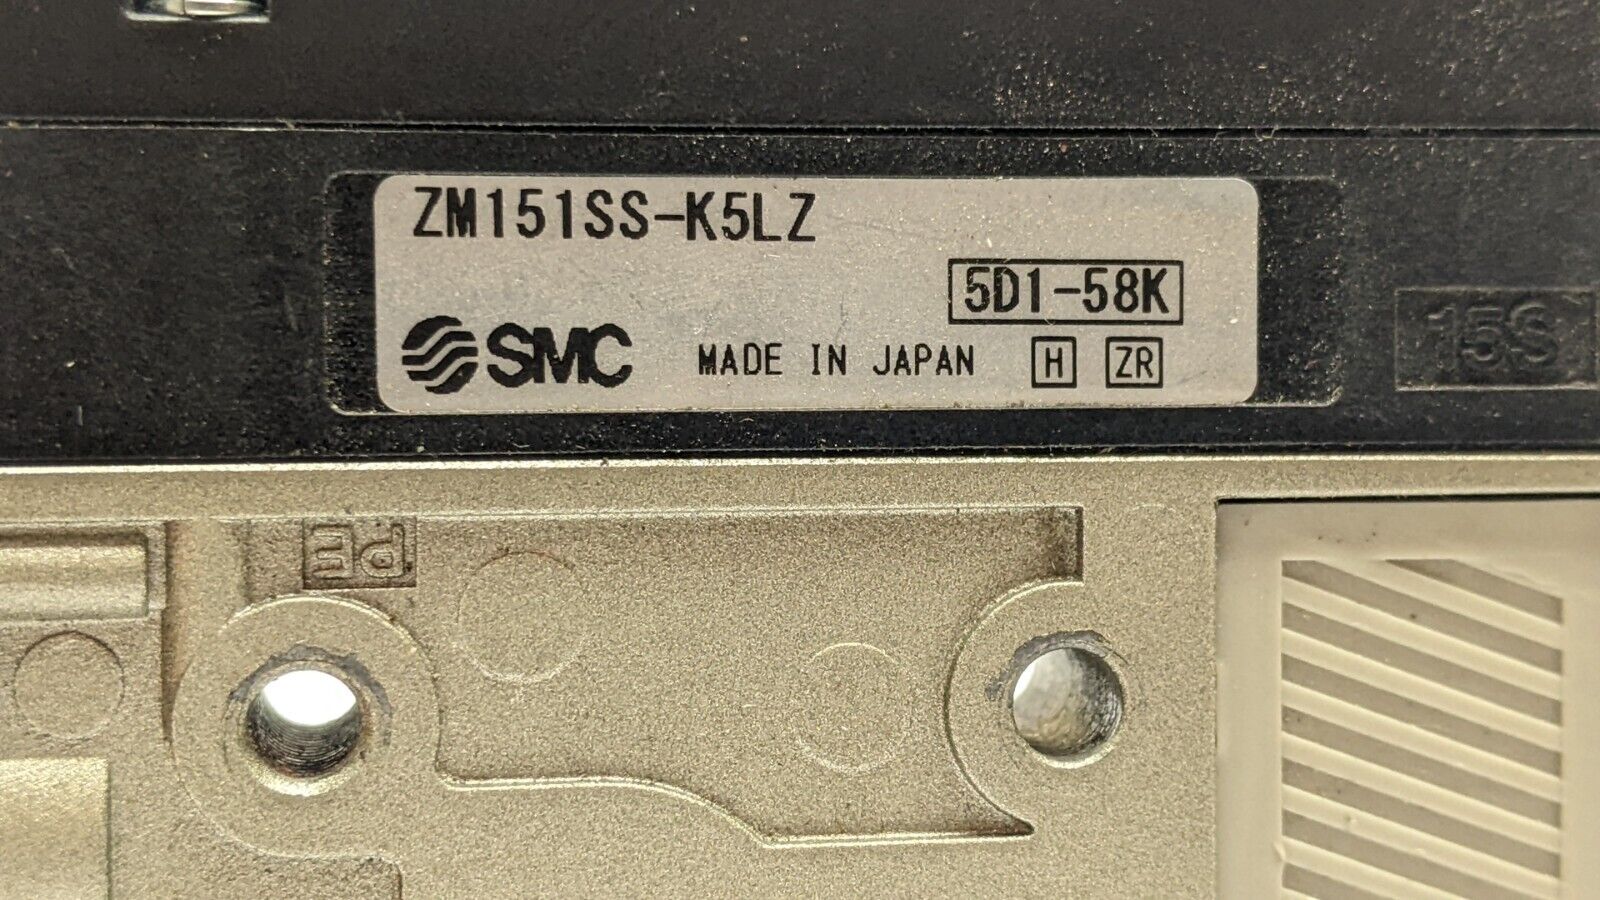 ZM151SS-K5LZ
5D1-58K
SMC MADE IN JAPAN H ZR
15S
PE